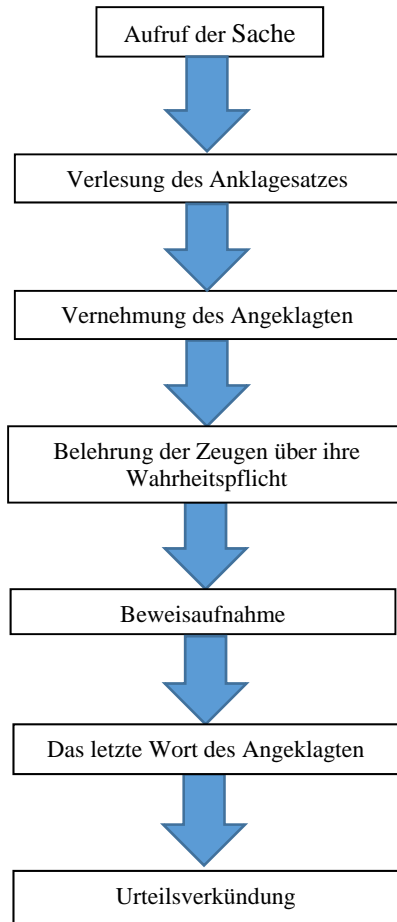 Aufruf der Sache
Verlesung des Anklagesatzes
Vernehmung des Angeklagten
Belehrung der Zeugen über ihre
Wahrheitspflicht
Beweisaufnahme
Das letzte Wort des Angeklagten
Urteilsverkündung